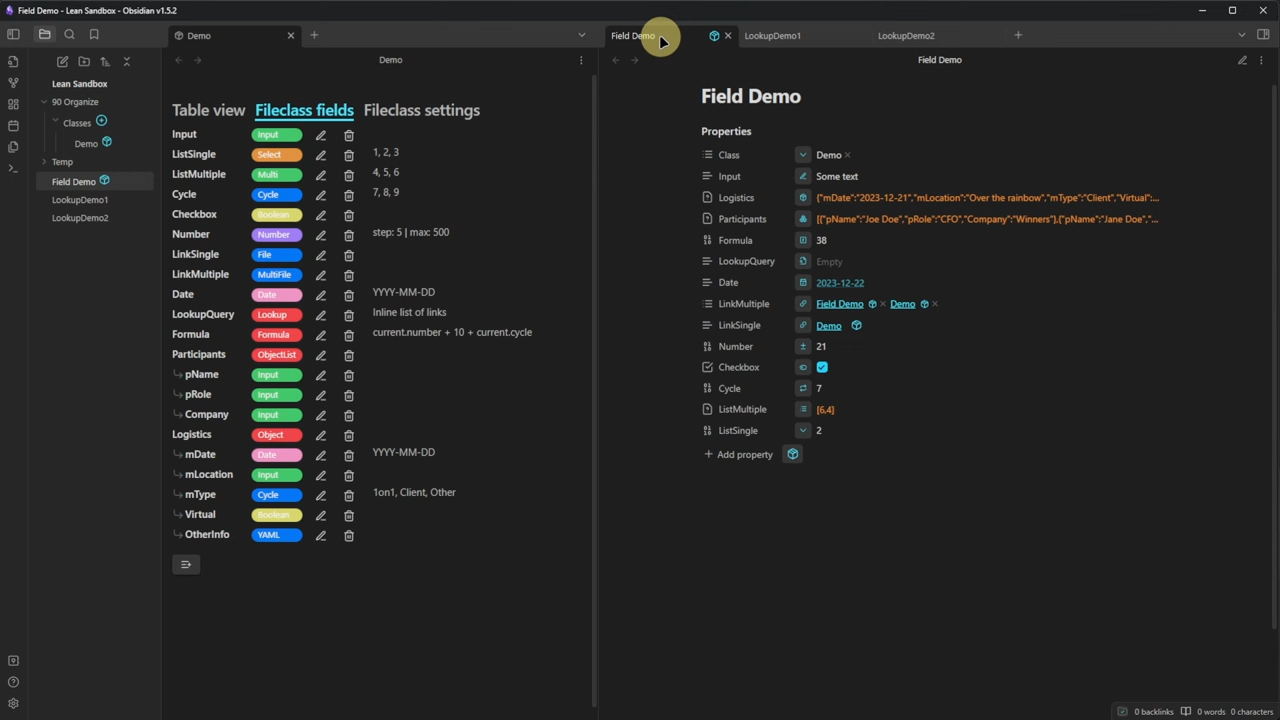 Field Demo - Lean Sandbox - Obsidian v1.5.2
Demo
Field Demo
LookupDemo1
LookupDemo2
Demo
Field Demo
Lean Sandbox
90 Organize
Classes
Demo
Temp
Field Demo
LookupDemo1
LookupDemo2
Table view Fileclass fields Fileclass settings
Input Input
ListSingle Select 1, 2, 3
ListMultiple Multi 4, 5, 6
Cycle Cycle 7, 8, 9
Checkbox Boolean
Number Number step: 5 | max: 500
LinkSingle File
LinkMultiple MultiFile
Date Date YYYY-MM-DD
LookupQuery Lookup Inline list of links
Formula Formula current.number + 10 + current.cycle
Participants ObjectList
pName Input
pRole Input
Company Input
Logistics Object
mDate Date YYYY-MM-DD
mLocation Input
mType Cycle 1on1, Client, Other
Virtual Boolean
OtherInfo YAML
Field Demo
Properties
Class Demo
Input Some text
Logistics {"mDate":"2023-12-21","mLocation":"Over the rainbow","mType":"Client","Virtual":...
Participants [{"pName":"Joe Doe","pRole":"CFO","Company":"Winners"},{"pName":"Jane Doe","...
Formula 38
LookupQuery Empty
Date 2023-12-22
LinkMultiple Field Demo Demo
LinkSingle Demo
Number 21
Checkbox
Cycle 7
ListMultiple [6,4]
ListSingle 2
+ Add property
0 backlinks 0 words 0 characters